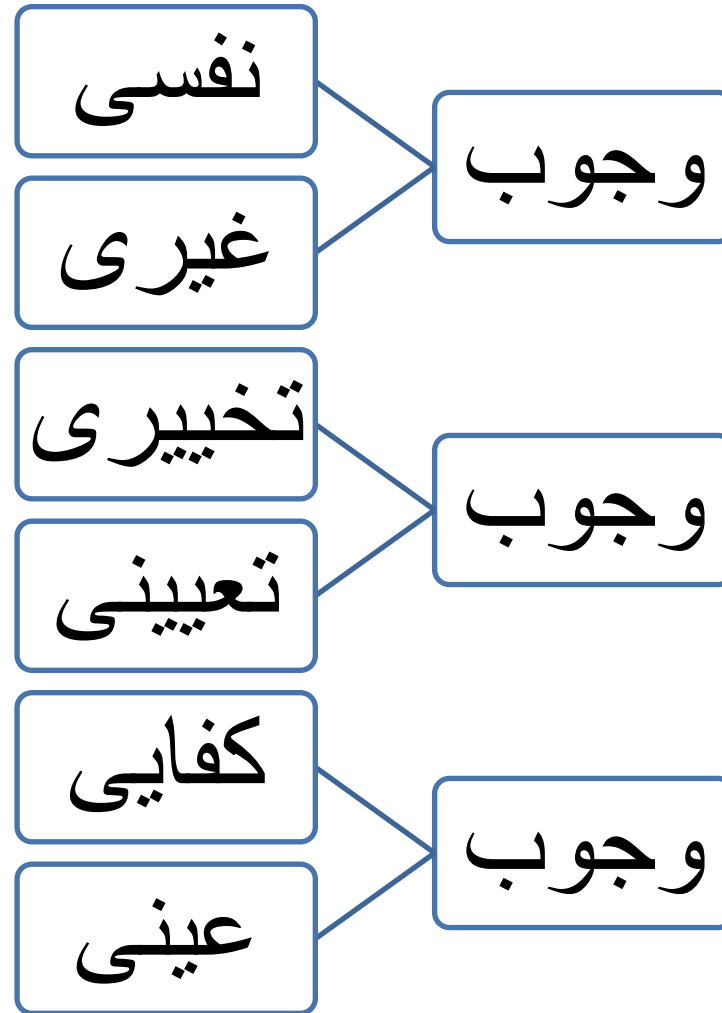 وجوب
نفسی
غیری
وجوب
تخییری
تعیینی
وجوب
کفایی
عینی